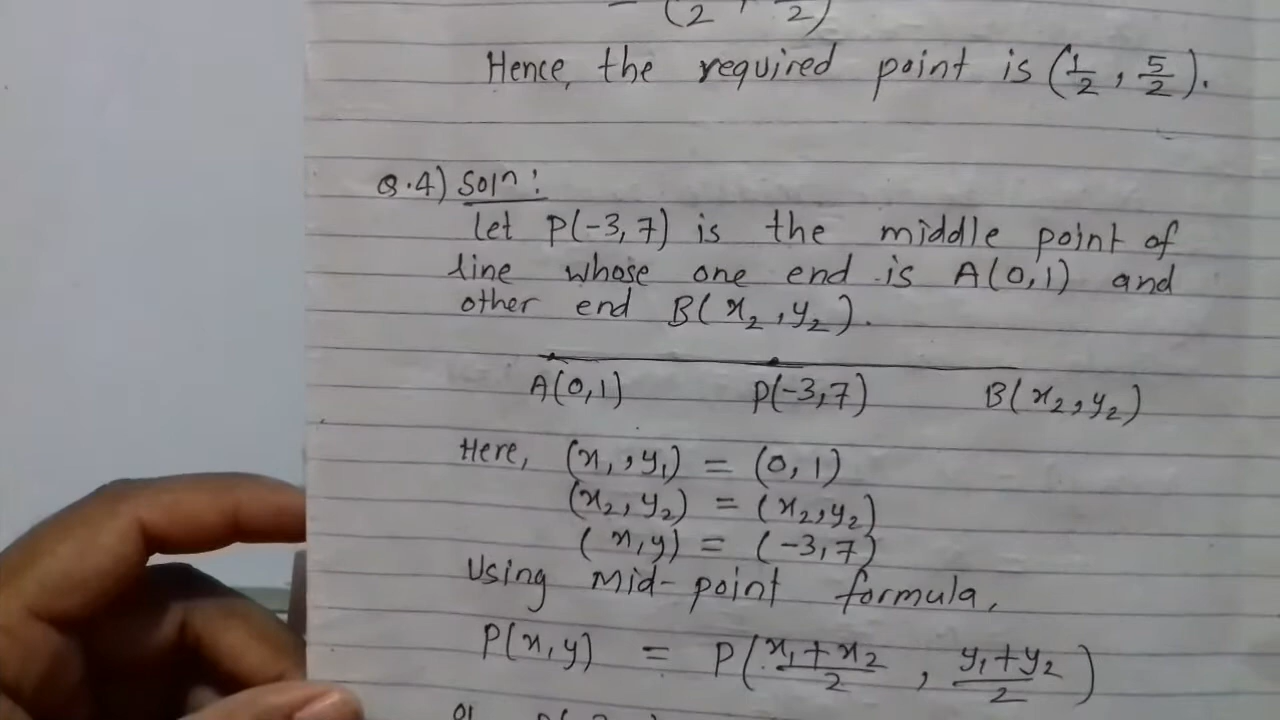 Hence, the required point is (1/2, 5/2).
Q.4) Soln:
Let P(-3,7) is the middle point of
line whose one end is A(0,1) and
other end B(x₂,y₂).
A(0,1) P(-3,7) B(x₂,y₂)
Here, (x₁,y₁) = (0,1)
(x₂,y₂) = (x₂,y₂)
(x,y) = (-3,7)
Using Mid-point formula,
P(x,y) = P((x₁+x₂)/2, (y₁+y₂)/2)